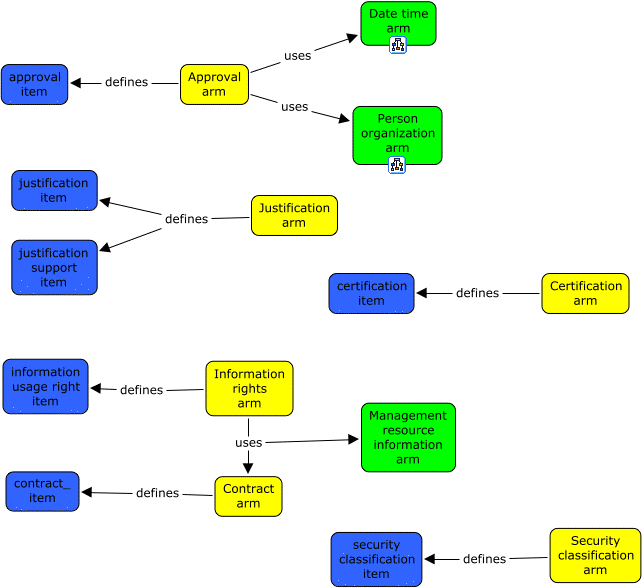 Date time
arm
uses
approval
item
defines
Approval
arm
uses
Person
organization
arm
justification
item
defines
Justification
arm
justification
support
item
certification
item
defines
Certification
arm
information
usage right
item
defines
Information
rights
arm
uses
Management
resource
information
arm
contract_
item
defines
Contract
arm
security
classification
item
defines
Security
classification
arm